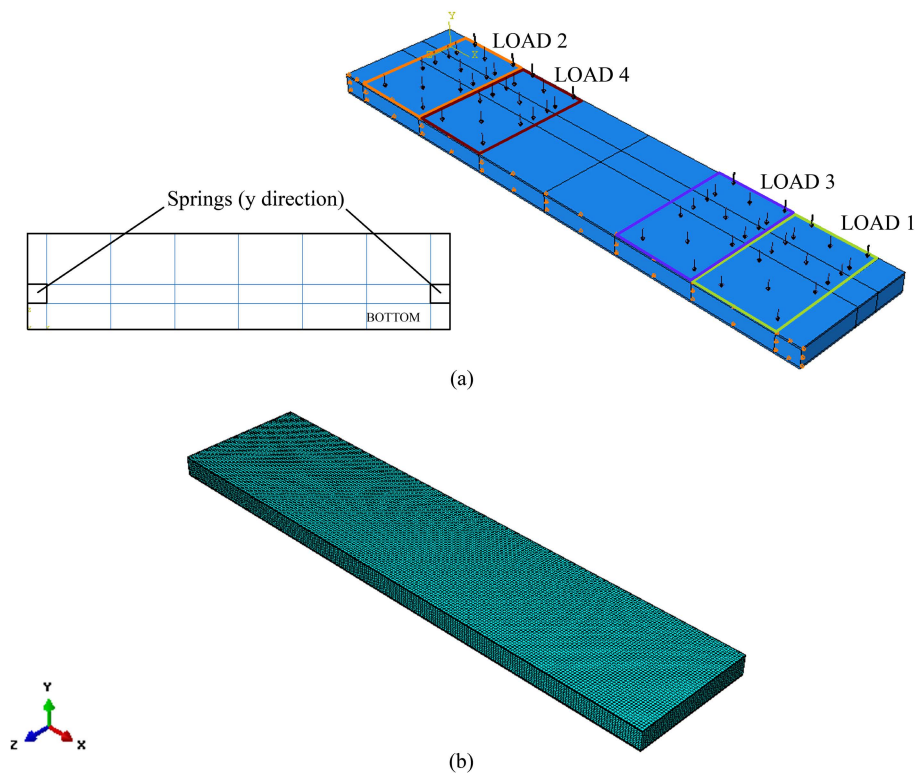 Y
LOAD 2
LOAD 4
LOAD 3
LOAD 1
Springs (y direction)
BOTTOM
(a)
Y
Z
X
(b)